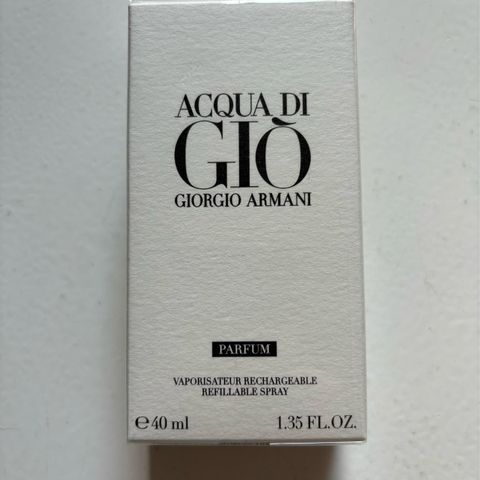 ACQUA DI
GIÒ
GIORGIO ARMANI
PARFUM
VAPORISATEUR RECHARGEABLE
REFILLABLE SPRAY
℮40 ml 1.35 FL.OZ.